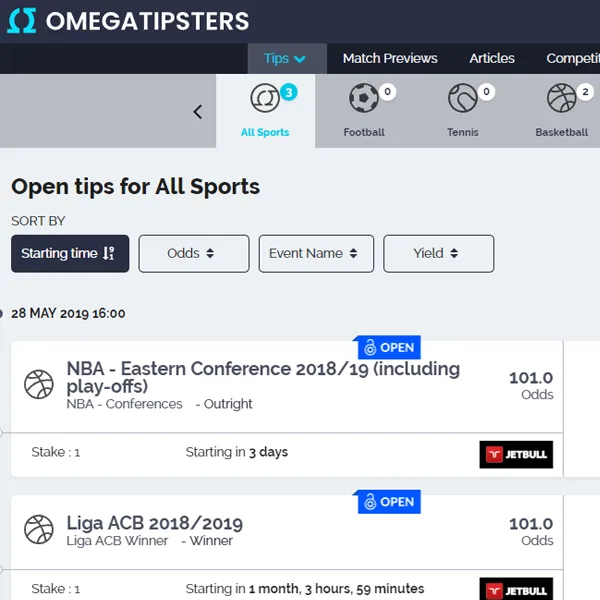 OMEGATIPSTERS
Tips Match Previews Articles Competit
3 0 0 2
All Sports Football Tennis Basketball
Open tips for All Sports
SORT BY
Starting time Odds Event Name Yield
28 MAY 2019 16:00
OPEN
NBA - Eastern Conference 2018/19 (including
play-offs)
101.0
NBA - Conferences - Outright
Odds
Stake : 1 Starting in 3 days JETBULL
OPEN
Liga ACB 2018/2019
101.0
Liga ACB Winner - Winner
Odds
Stake : 1 Starting in 1 month, 3 hours, 59 minutes JETBULL